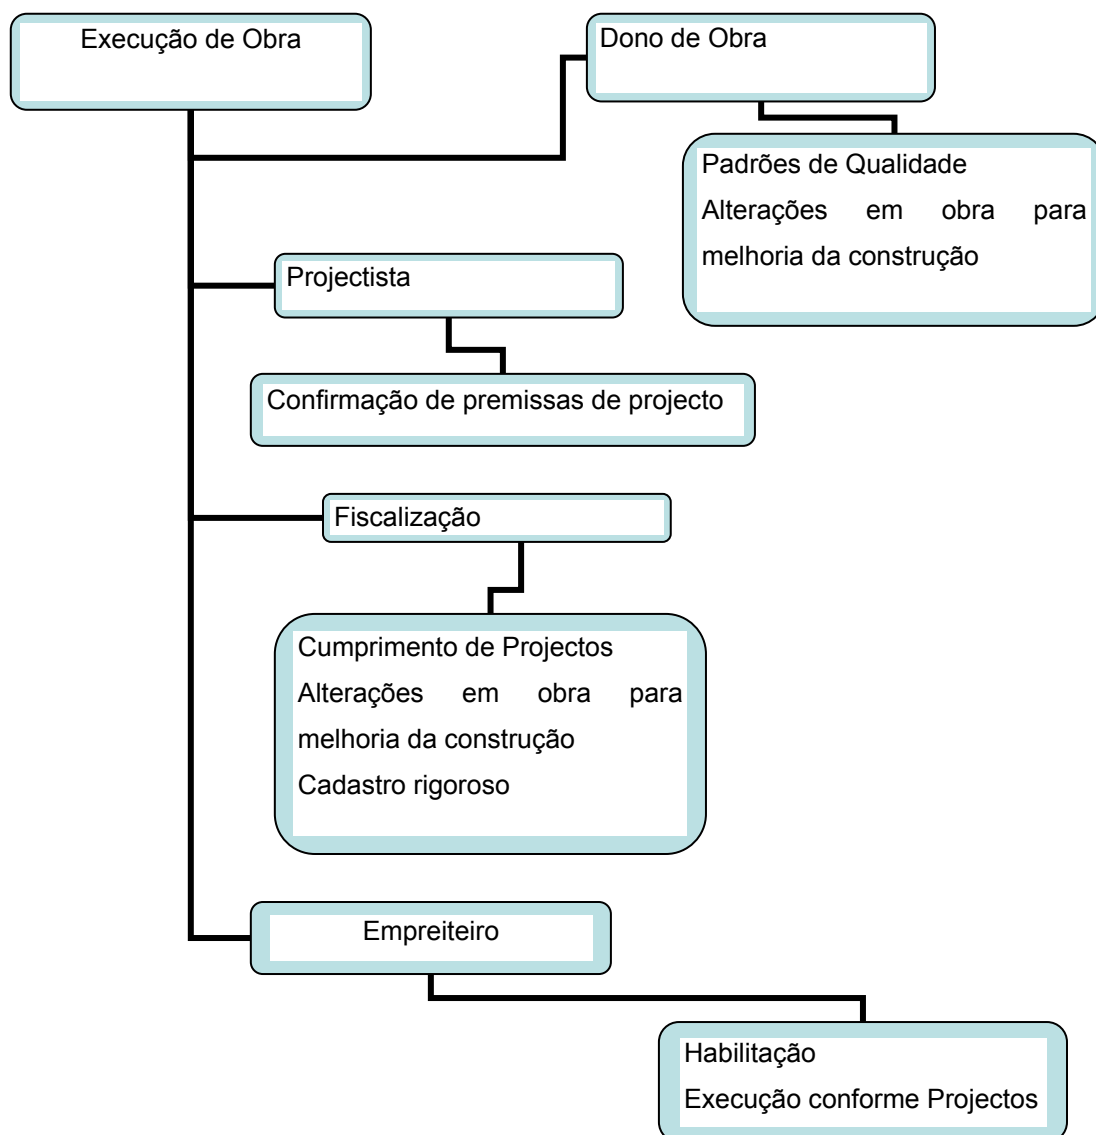 Execução de Obra
Dono de Obra
Padrões de Qualidade
Alterações em obra para
melhoria da construção
Projectista
Confirmação de premissas de projecto
Fiscalização
Cumprimento de Projectos
Alterações em obra para
melhoria da construção
Cadastro rigoroso
Empreiteiro
Habilitação
Execução conforme Projectos